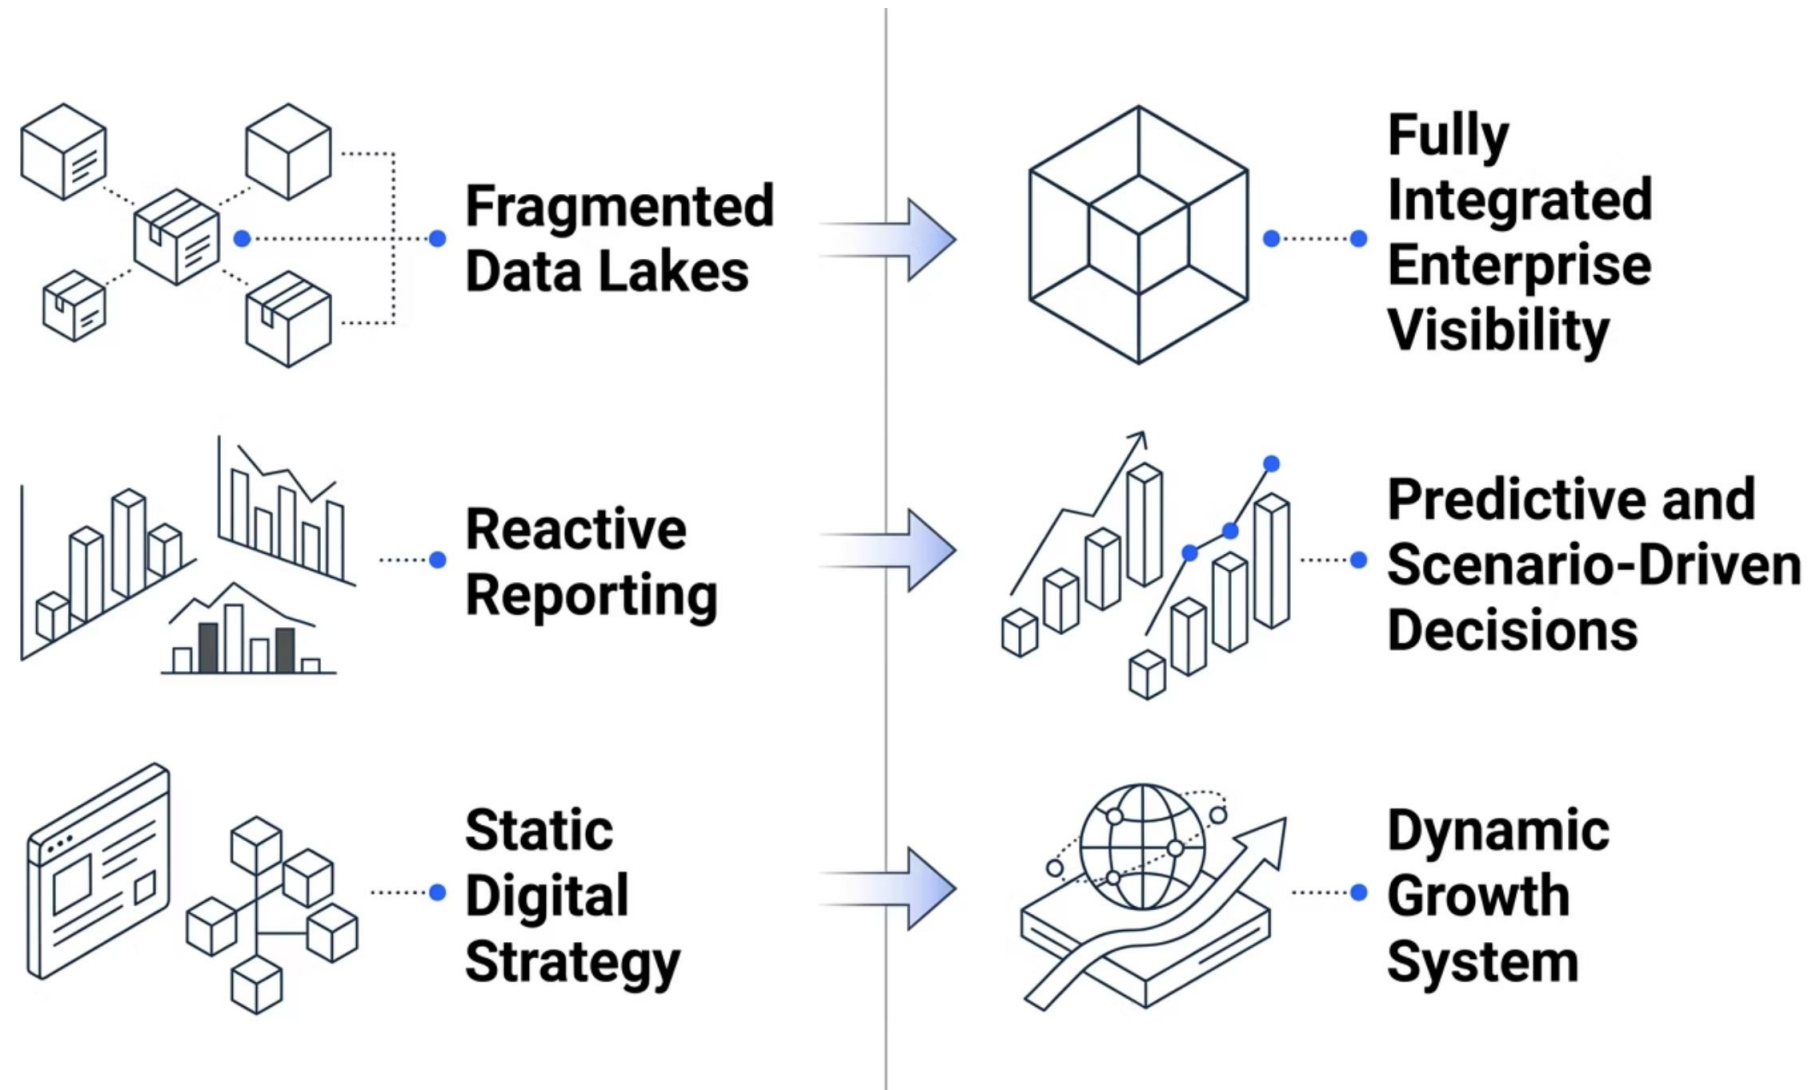 Fragmented
Data Lakes
Fully
Integrated
Enterprise
Visibility
Reactive
Reporting
Predictive and
Scenario-Driven
Decisions
Static
Digital
Strategy
Dynamic
Growth
System